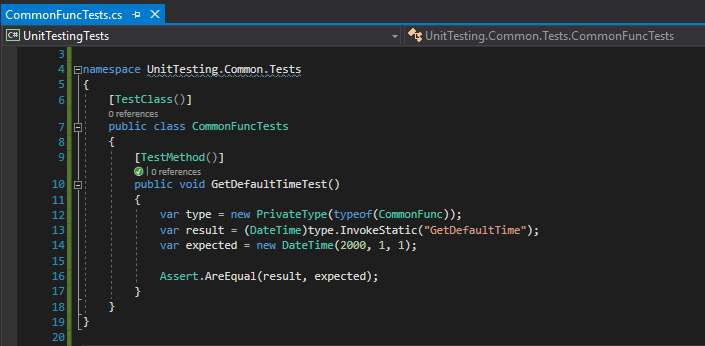 CommonFuncTests.cs
UnitTestingTests UnitTesting.Common.Tests.CommonFuncTests
3
4 namespace UnitTesting.Common.Tests
5 {
6 [TestClass()]
0 references
7 public class CommonFuncTests
8 {
9 [TestMethod()]
| 0 references
10 public void GetDefaultTimeTest()
11 {
12 var type = new PrivateType(typeof(CommonFunc));
13 var result = (DateTime)type.InvokeStatic("GetDefaultTime");
14 var expected = new DateTime(2000, 1, 1);
15
16 Assert.AreEqual(result, expected);
17 }
18 }
19 }
20